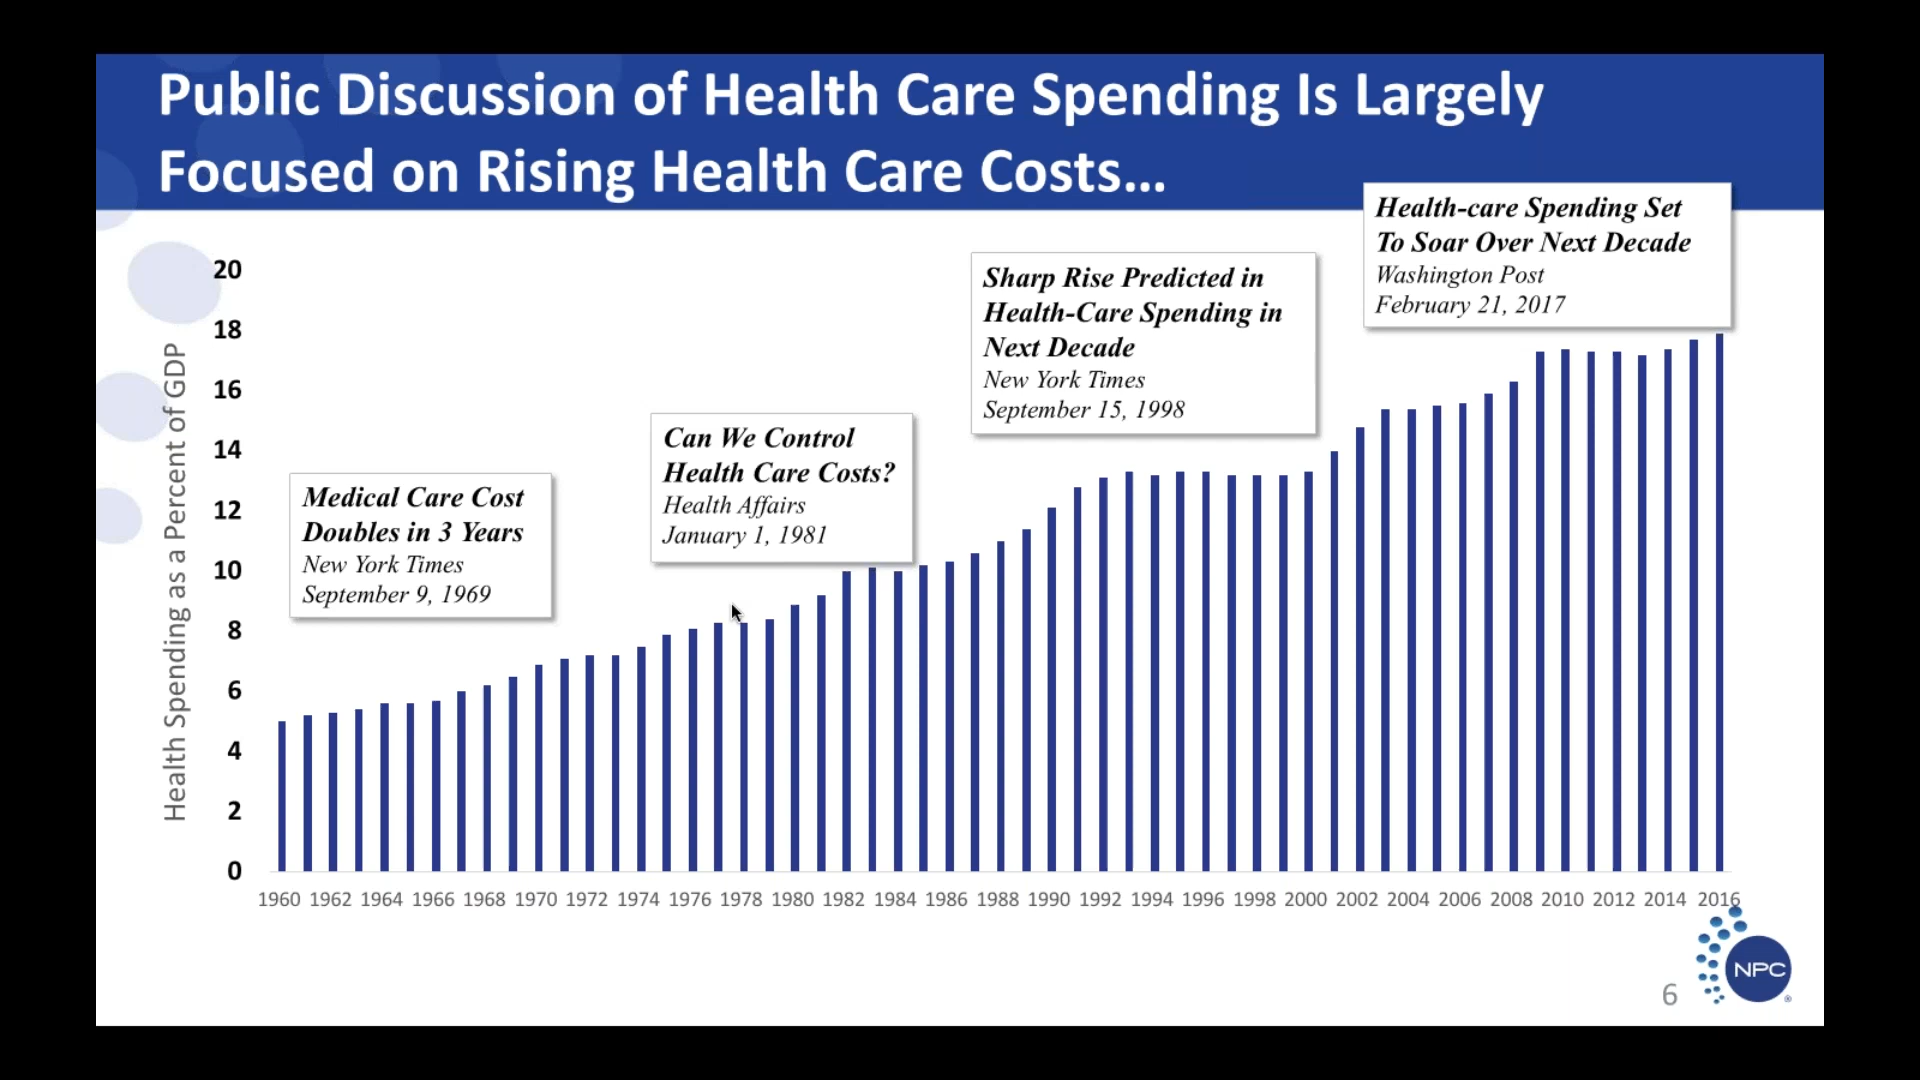 Public Discussion of Health Care Spending Is Largely
Focused on Rising Health Care Costs...
Health-care Spending Set
To Soar Over Next Decade
Washington Post
February 21, 2017
Sharp Rise Predicted in
Health-Care Spending in
Next Decade
New York Times
September 15, 1998
Can We Control
Health Care Costs?
Health Affairs
January 1, 1981
Medical Care Cost
Doubles in 3 Years
New York Times
September 9, 1969
Health Spending as a Percent of GDP
20
18
16
14
12
10
8
6
4
2
0
1960 1962 1964 1966 1968 1970 1972 1974 1976 1978 1980 1982 1984 1986 1988 1990 1992 1994 1996 1998 2000 2002 2004 2006 2008 2010 2012 2014 2016
6
NPC
®